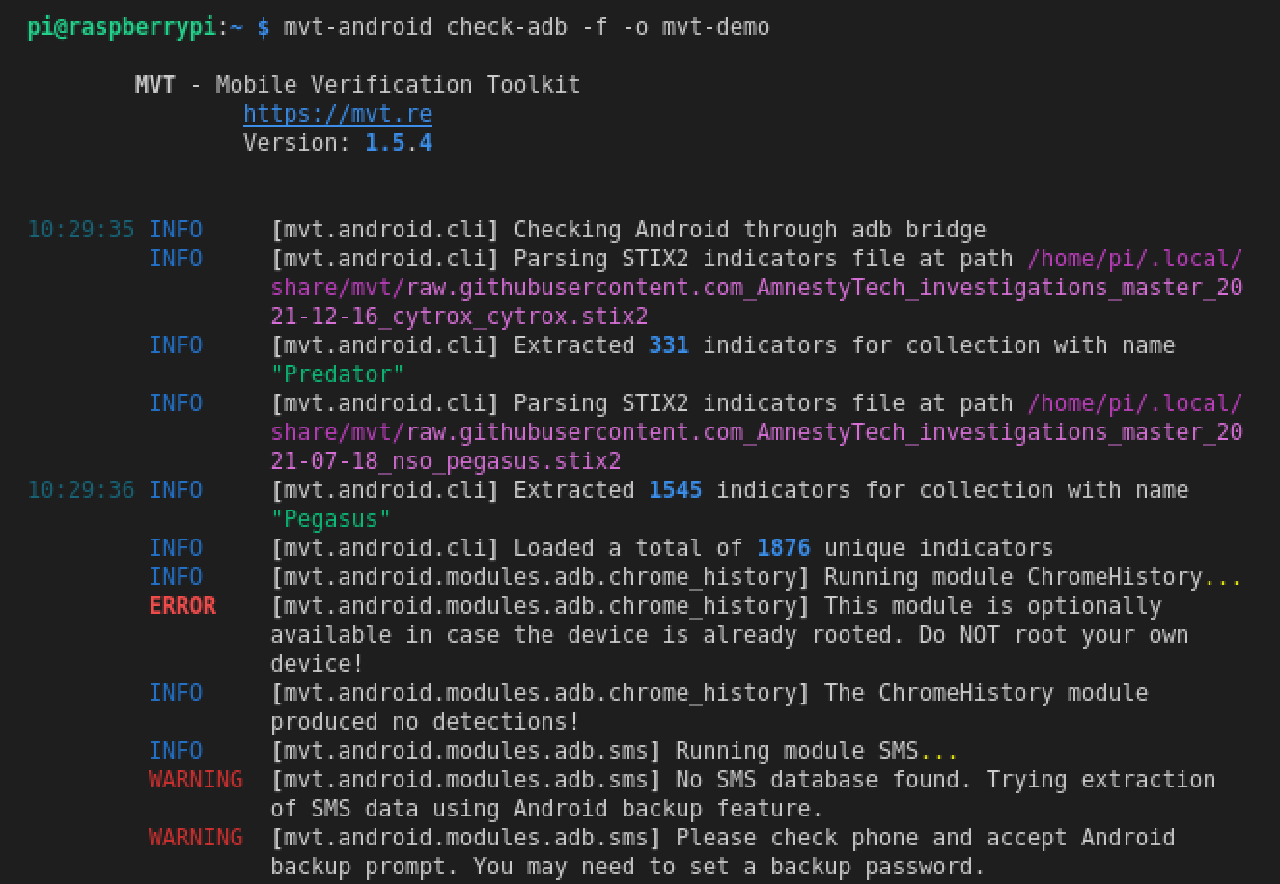 pi@raspberrypi:~ $ mvt-android check-adb -f -o mvt-demo
MVT - Mobile Verification Toolkit
https://mvt.re
Version: 1.5.4
10:29:35 INFO [mvt.android.cli] Checking Android through adb bridge
INFO [mvt.android.cli] Parsing STIX2 indicators file at path /home/pi/.local/
share/mvt/raw.githubusercontent.com_AmnestyTech_investigations_master_20
21-12-16_cytrox_cytrox.stix2
INFO [mvt.android.cli] Extracted 331 indicators for collection with name
"Predator"
INFO [mvt.android.cli] Parsing STIX2 indicators file at path /home/pi/.local/
share/mvt/raw.githubusercontent.com_AmnestyTech_investigations_master_20
21-07-18_nso_pegasus.stix2
10:29:36 INFO [mvt.android.cli] Extracted 1545 indicators for collection with name
"Pegasus"
INFO [mvt.android.cli] Loaded a total of 1876 unique indicators
INFO [mvt.android.modules.adb.chrome_history] Running module ChromeHistory...
ERROR [mvt.android.modules.adb.chrome_history] This module is optionally
available in case the device is already rooted. Do NOT root your own
device!
INFO [mvt.android.modules.adb.chrome_history] The ChromeHistory module
produced no detections!
INFO [mvt.android.modules.adb.sms] Running module SMS...
WARNING [mvt.android.modules.adb.sms] No SMS database found. Trying extraction
of SMS data using Android backup feature.
WARNING [mvt.android.modules.adb.sms] Please check phone and accept Android
backup prompt. You may need to set a backup password.